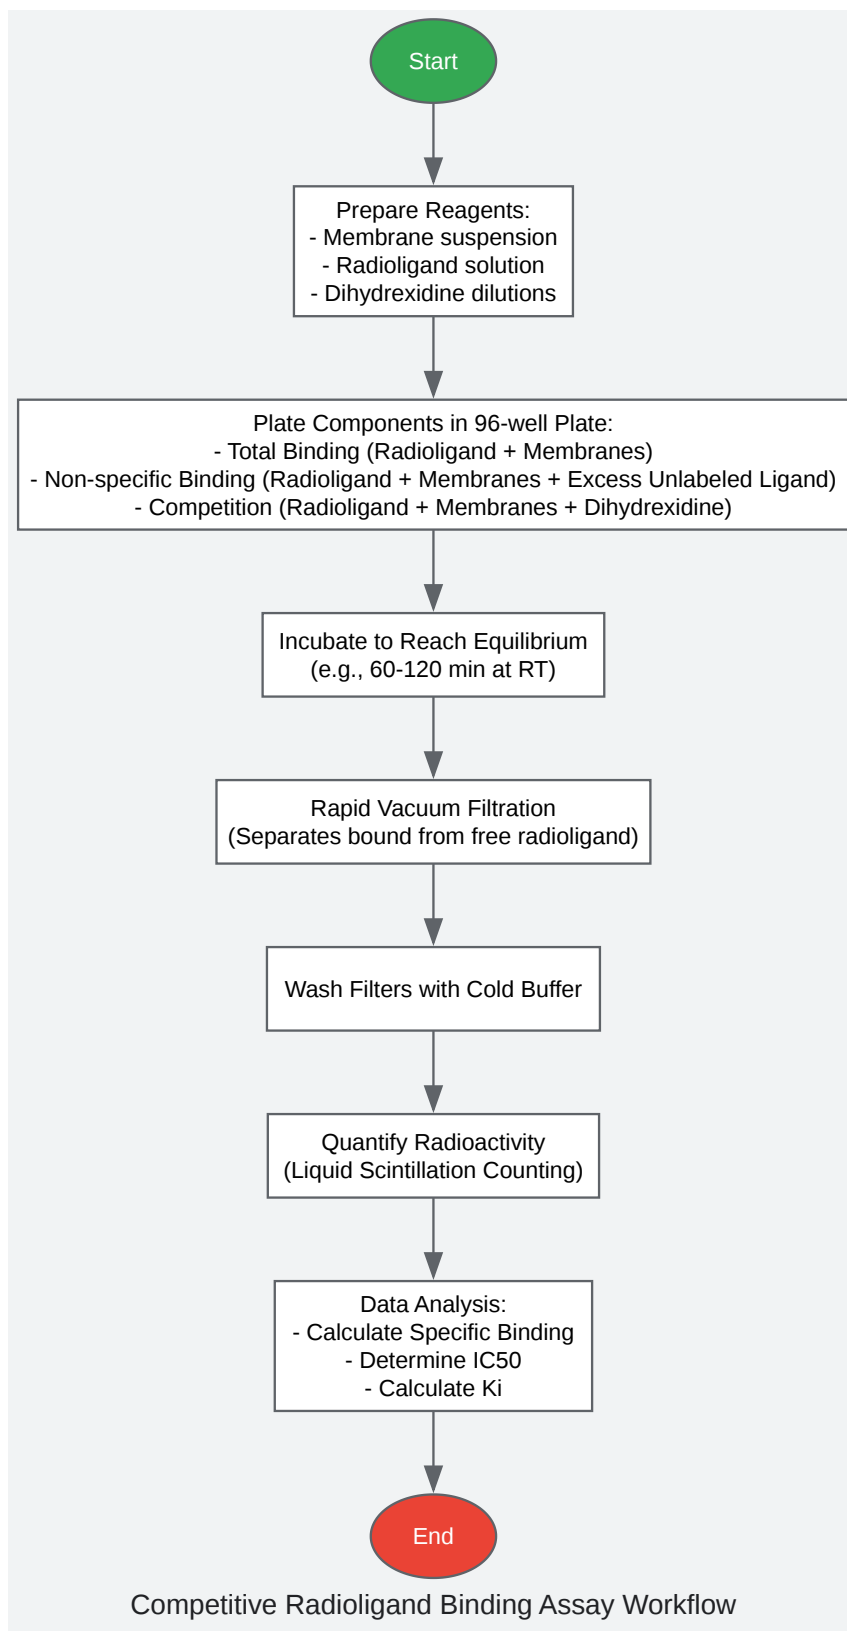 Start
Prepare Reagents:
- Membrane suspension
- Radioligand solution
- Dihydrexidine dilutions
Plate Components in 96-well Plate:
- Total Binding (Radioligand + Membranes)
- Non-specific Binding (Radioligand + Membranes + Excess Unlabeled Ligand)
- Competition (Radioligand + Membranes + Dihydrexidine)
Incubate to Reach Equilibrium
(e.g., 60-120 min at RT)
Rapid Vacuum Filtration
(Separates bound from free radioligand)
Wash Filters with Cold Buffer
Quantify Radioactivity
(Liquid Scintillation Counting)
Data Analysis:
- Calculate Specific Binding
- Determine IC50
- Calculate Ki
End
Competitive Radioligand Binding Assay Workflow